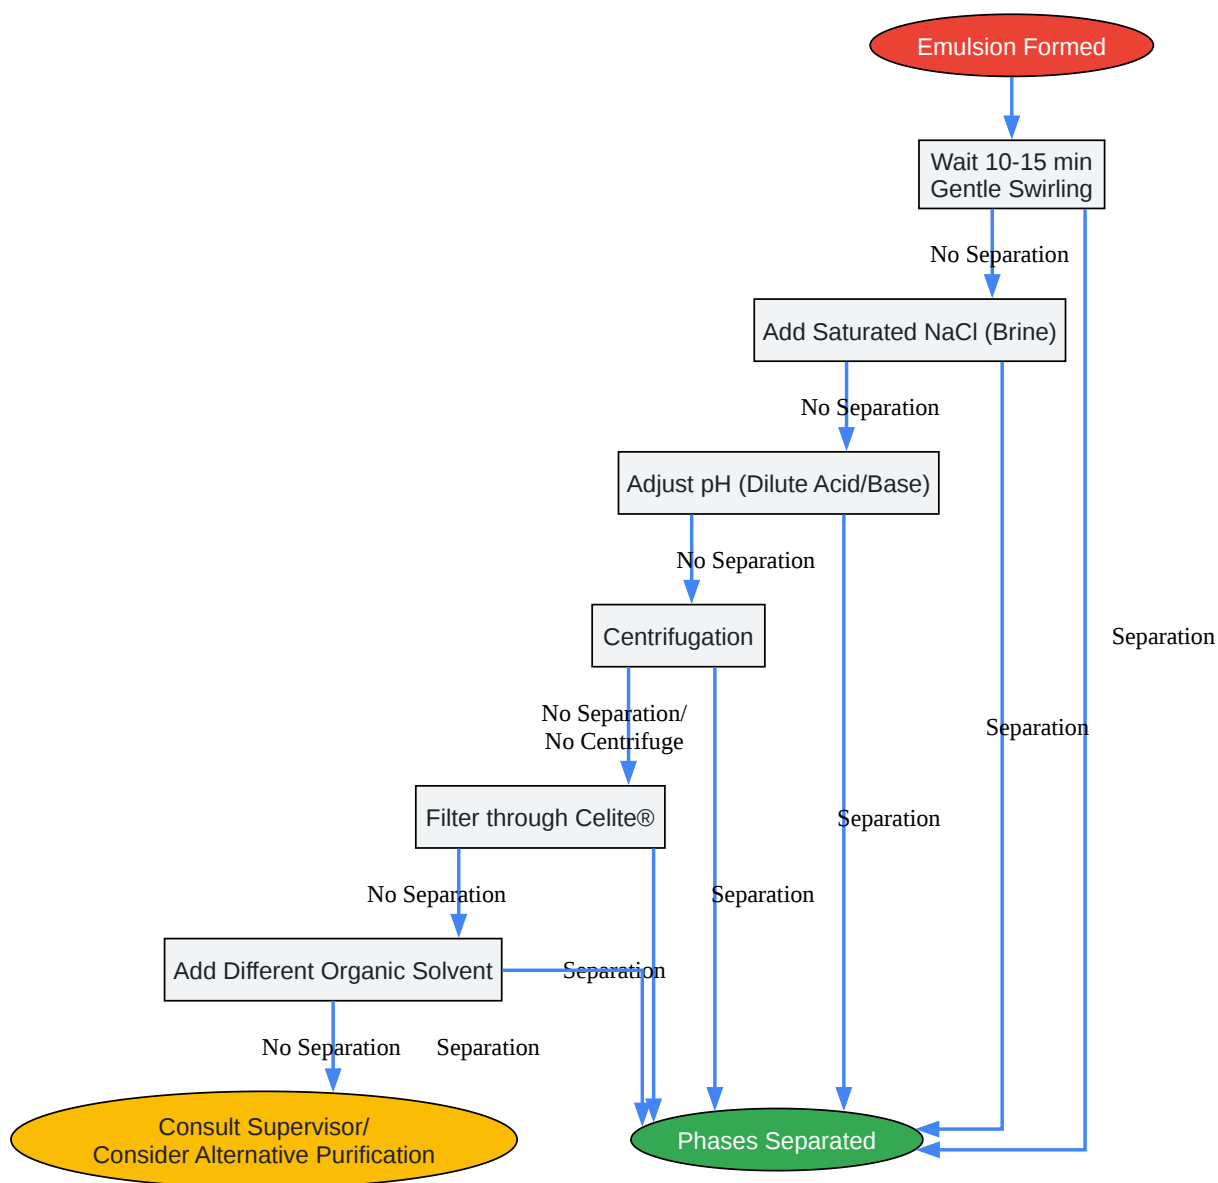 Emulsion Formed
Wait 10-15 min
Gentle Swirling
No Separation
Add Saturated NaCl (Brine)
No Separation
Adjust pH (Dilute Acid/Base)
No Separation
Centrifugation
Separation
No Separation/
No Centrifuge
Separation
Filter through Celite®
Separation
No Separation
Separation
Add Different Organic Solvent
Separation
No Separation
Separation
Consult Supervisor/
Consider Alternative Purification
Phases Separated